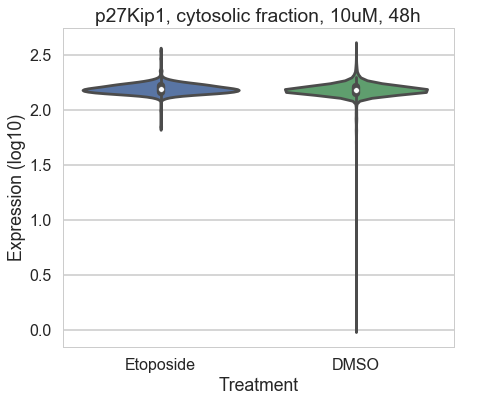 p27Kip1, cytosolic fraction, 10uM, 48h
Expression (log10)
2.5
2.0
1.5
1.0
0.5
0.0
Etoposide DMSO
Treatment